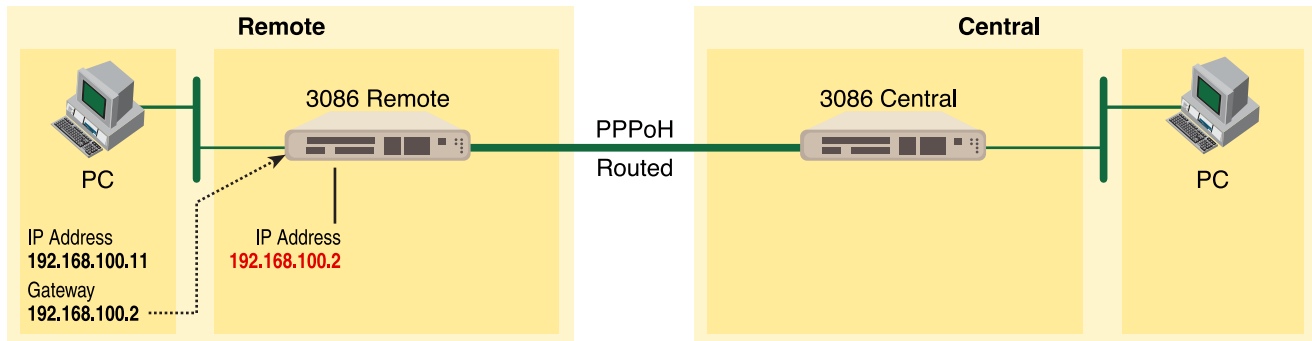 Remote
3086 Remote
PC
IP Address
192.168.100.11
Gateway
192.168.100.2
IP Address
192.168.100.2
PPPoH
Routed
Central
3086 Central
PC